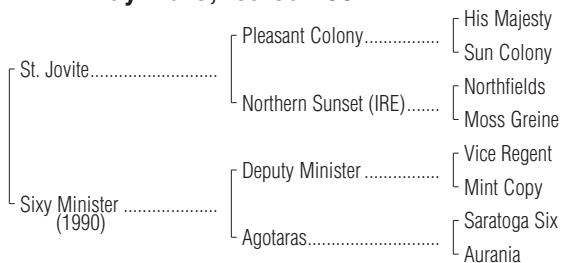 His Majesty
Pleasant Colony................
Sun Colony
St. Jovite...........................
Northfields
Northern Sunset (IRE).......
Moss Greine
Vice Regent
Deputy Minister ................
Mint Copy
Sixy Minister ....................
(1990)
Saratoga Six
Agotaras............................
Aurania